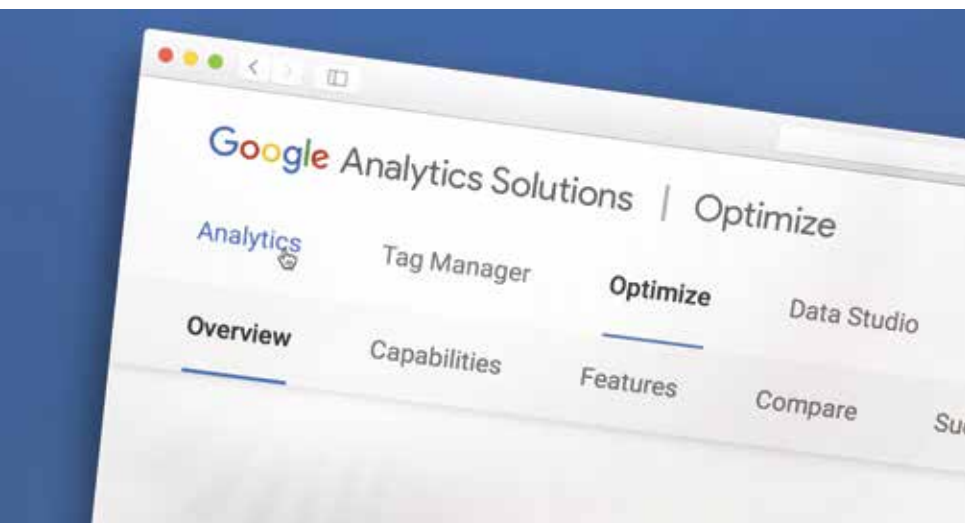 Google Analytics Solutions | Optimize
Analytics Tag Manager Optimize Data Studio
Overview Capabilities Features Compare